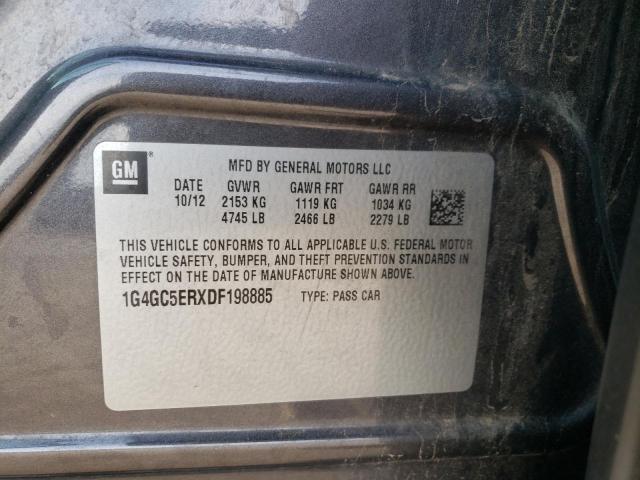 GM ® MFD BY GENERAL MOTORS LLC
DATE GVWR GAWR FRT GAWR RR
10/12 2153 KG 1119 KG 1034 KG
4745 LB 2466 LB 2279 LB
THIS VEHICLE CONFORMS TO ALL APPLICABLE U.S. FEDERAL MOTOR
VEHICLE SAFETY, BUMPER, AND THEFT PREVENTION STANDARDS IN
EFFECT ON THE DATE OF MANUFACTURE SHOWN ABOVE.
1G4GC5ERXDF198885 TYPE: PASS CAR